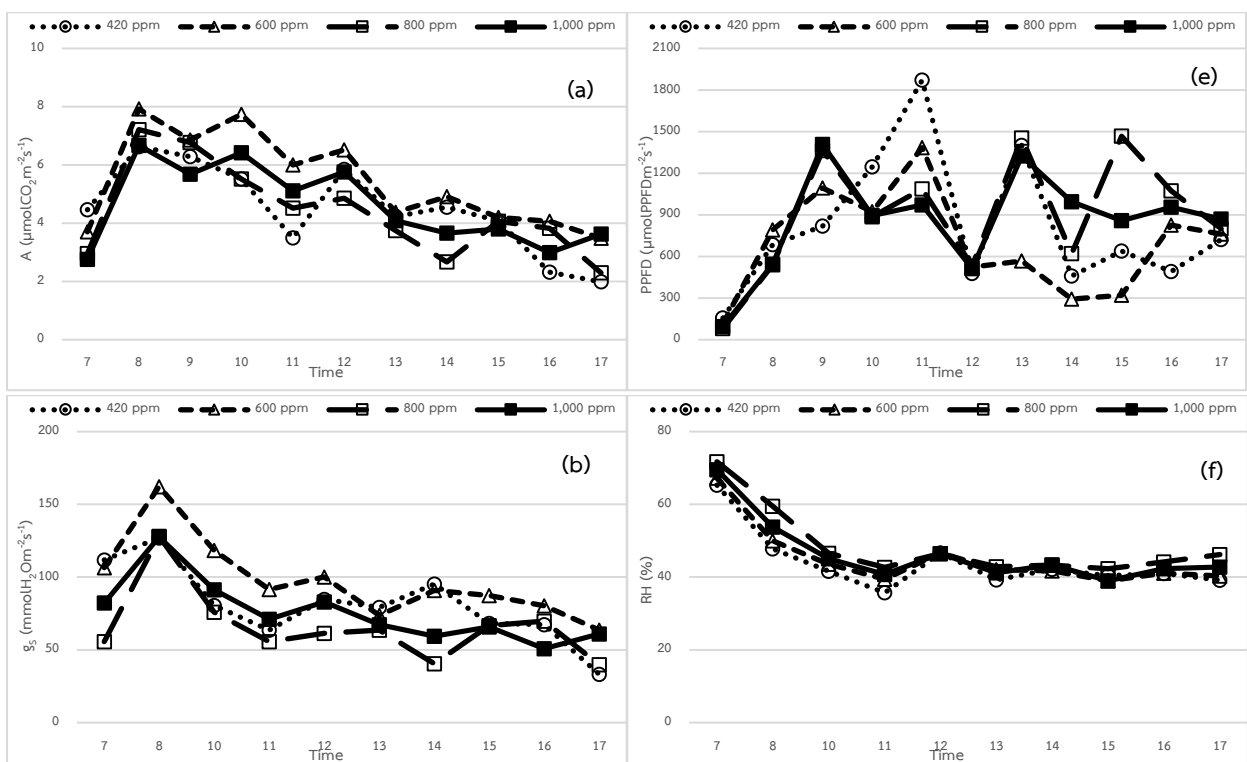 420 ppm 600 ppm 800 ppm 1,000 ppm
10
8
6
4
2
0
A (µmolCO₂m⁻²s⁻¹)
(a)
7 8 9 10 11 12 13 14 15 16 17
Time
420 ppm 600 ppm 800 ppm 1,000 ppm
2100
1800
1500
1200
900
600
300
0
PPFD (µmolPPFDm⁻²s⁻¹)
(e)
7 8 9 10 11 12 13 14 15 16 17
Time
420 ppm 600 ppm 800 ppm 1,000 ppm
200
150
100
50
0
gₛ (mmolH₂Om⁻²s⁻¹)
(b)
7 8 10 11 12 13 14 15 16 17
Time
420 ppm 600 ppm 800 ppm 1,000 ppm
80
60
40
20
0
RH (%)
(f)
7 8 10 11 12 13 14 15 16 17
Time